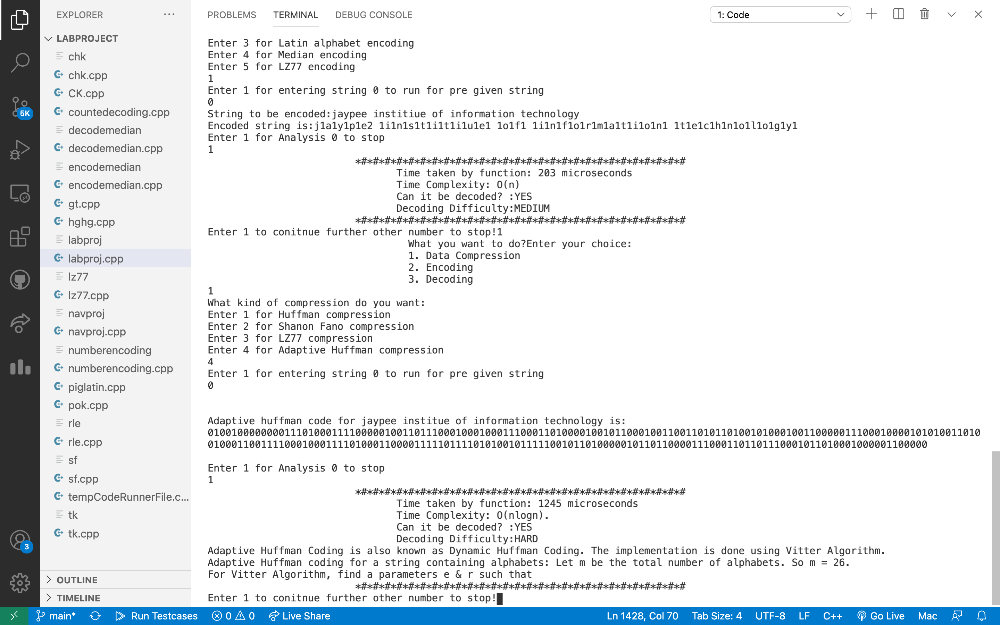 EXPLORER
LABPROJECT
chk
chk.cpp
CK.cpp
countedecoding.cpp
decodemedian
decodemedian.cpp
encodemedian
encodemedian.cpp
gt.cpp
hghg.cpp
labproj
labproj.cpp
lz77
lz77.cpp
navproj
navproj.cpp
numberencoding
numberencoding.cpp
piglatin.cpp
pok.cpp
rle
rle.cpp
sf
sf.cpp
tempCodeRunnerFile.c...
tk
tk.cpp
OUTLINE
TIMELINE
5K
3
PROBLEMS TERMINAL DEBUG CONSOLE 1: Code
Enter 3 for Latin alphabet encoding
Enter 4 for Median encoding
Enter 5 for LZ77 encoding
1
Enter 1 for entering string 0 to run for pre given string
0
String to be encoded:jaypee institiue of information technology
Encoded string is:j1a1y1p1e2 1i1n1s1t1i1t1i1u1e1 1o1f1 1i1n1f1o1r1m1a1t1i1o1n1 1t1e1c1h1n1o1l1o1g1y1
Enter 1 for Analysis 0 to stop
1
*#*#*#*#*#*#*#*#*#*#*#*#*#*#*#*#*#*#*#*#*#*#*#*#*#*#*#*#
Time taken by function: 203 microseconds
Time Complexity: O(n)
Can it be decoded? :YES
Decoding Difficulty:MEDIUM
*#*#*#*#*#*#*#*#*#*#*#*#*#*#*#*#*#*#*#*#*#*#*#*#*#*#*#*#
Enter 1 to conitnue further other number to stop!1
What you want to do?Enter your choice:
1. Data Compression
2. Encoding
3. Decoding
1
What kind of compression do you want:
Enter 1 for Huffman compression
Enter 2 for Shanon Fano compression
Enter 3 for LZ77 compression
Enter 4 for Adaptive Huffman compression
4
Enter 1 for entering string 0 to run for pre given string
0
Adaptive huffman code for jaypee institue of information technology is:
Enter 1 for Analysis 0 to stop
1
*#*#*#*#*#*#*#*#*#*#*#*#*#*#*#*#*#*#*#*#*#*#*#*#*#*#*#*#
Time taken by function: 1245 microseconds
Time Complexity: O(nlogn).
Can it be decoded? :YES
Decoding Difficulty:HARD
Adaptive Huffman Coding is also known as Dynamic Huffman Coding. The implementation is done using Vitter Algorithm.
Adaptive Huffman coding for a string containing alphabets: Let m be the total number of alphabets. So m = 26.
For Vitter Algorithm, find a parameters e & r such that
*#*#*#*#*#*#*#*#*#*#*#*#*#*#*#*#*#*#*#*#*#*#*#*#*#*#*#*#
Enter 1 to conitnue further other number to stop!
main* Run Testcases 0 0 Live Share Ln 1428, Col 70 Tab Size: 4 UTF-8 LF C++ Go Live Mac